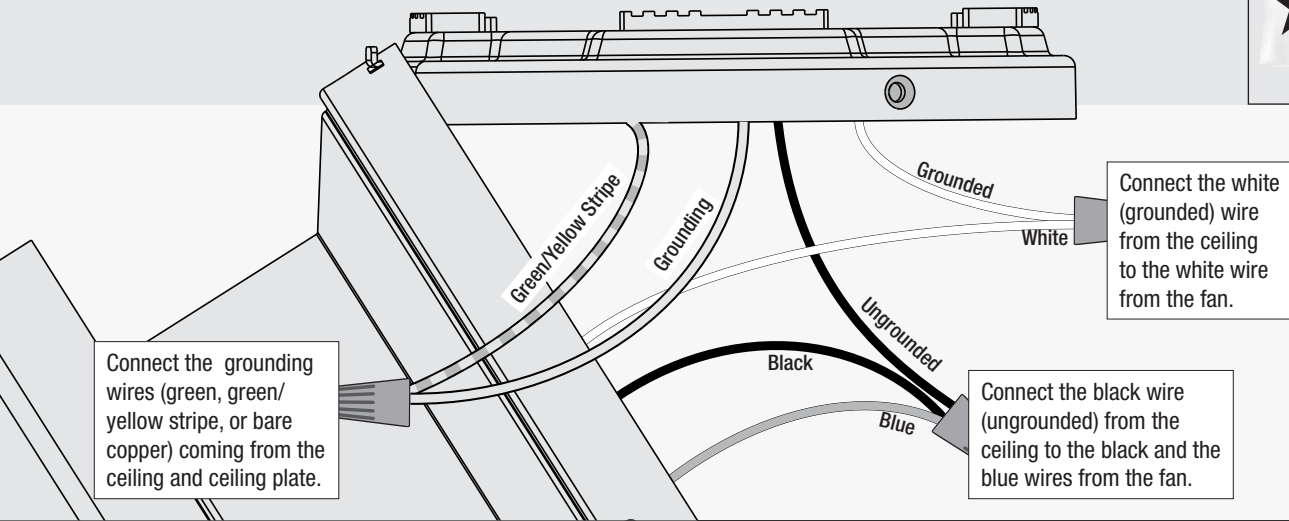 Green/Yellow Stripe
Grounding
Grounded
White
Connect the white
(grounded) wire
from the ceiling
to the white wire
from the fan.
Ungrounded
Black
Blue
Connect the  grounding
wires (green, green/
yellow stripe, or bare
copper) coming from the
ceiling and ceiling plate.
Connect the black wire
(ungrounded) from the
ceiling to the black and the
blue wires from the fan.